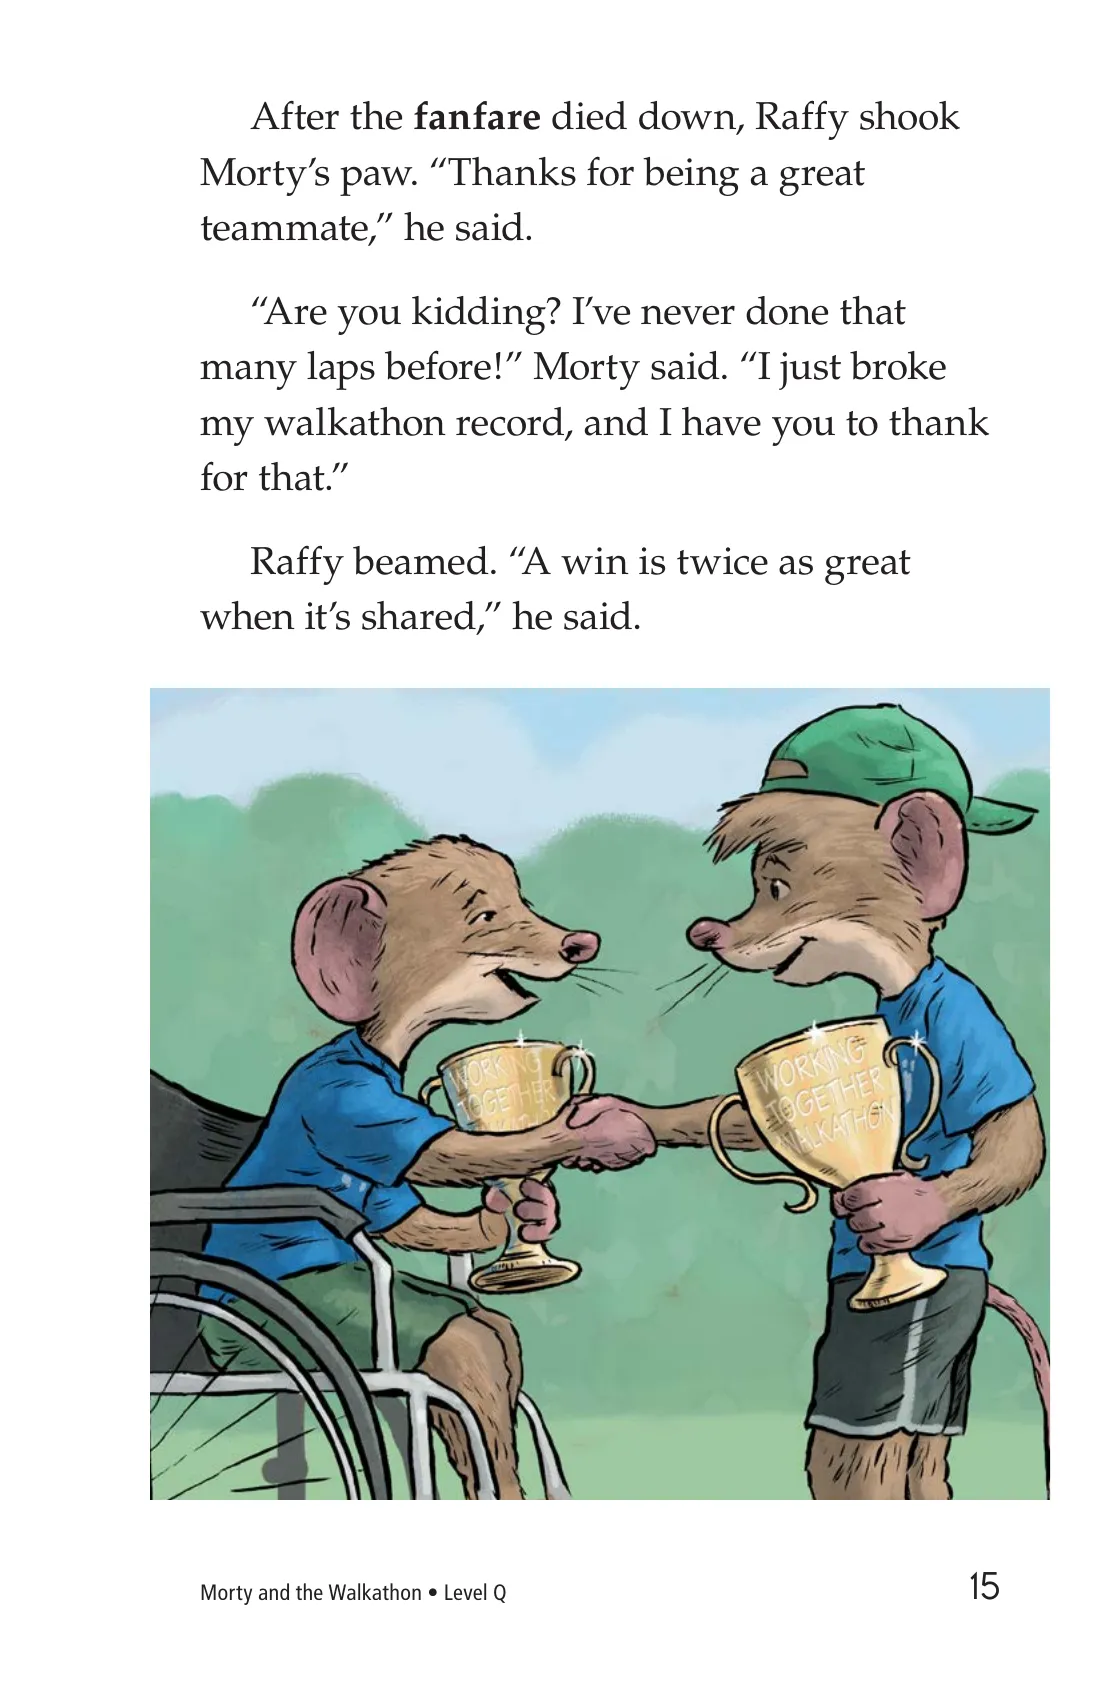 After the fanfare died down, Raffy shook
Morty’s paw. “Thanks for being a great
teammate,” he said.
“Are you kidding? I’ve never done that
many laps before!” Morty said. “I just broke
my walkathon record, and I have you to thank
for that.”
Raffy beamed. “A win is twice as great
when it’s shared,” he said.
WORKING
TOGETHER
WORKING
TOGETHER
WALKATHON
Morty and the Walkathon • Level Q
15